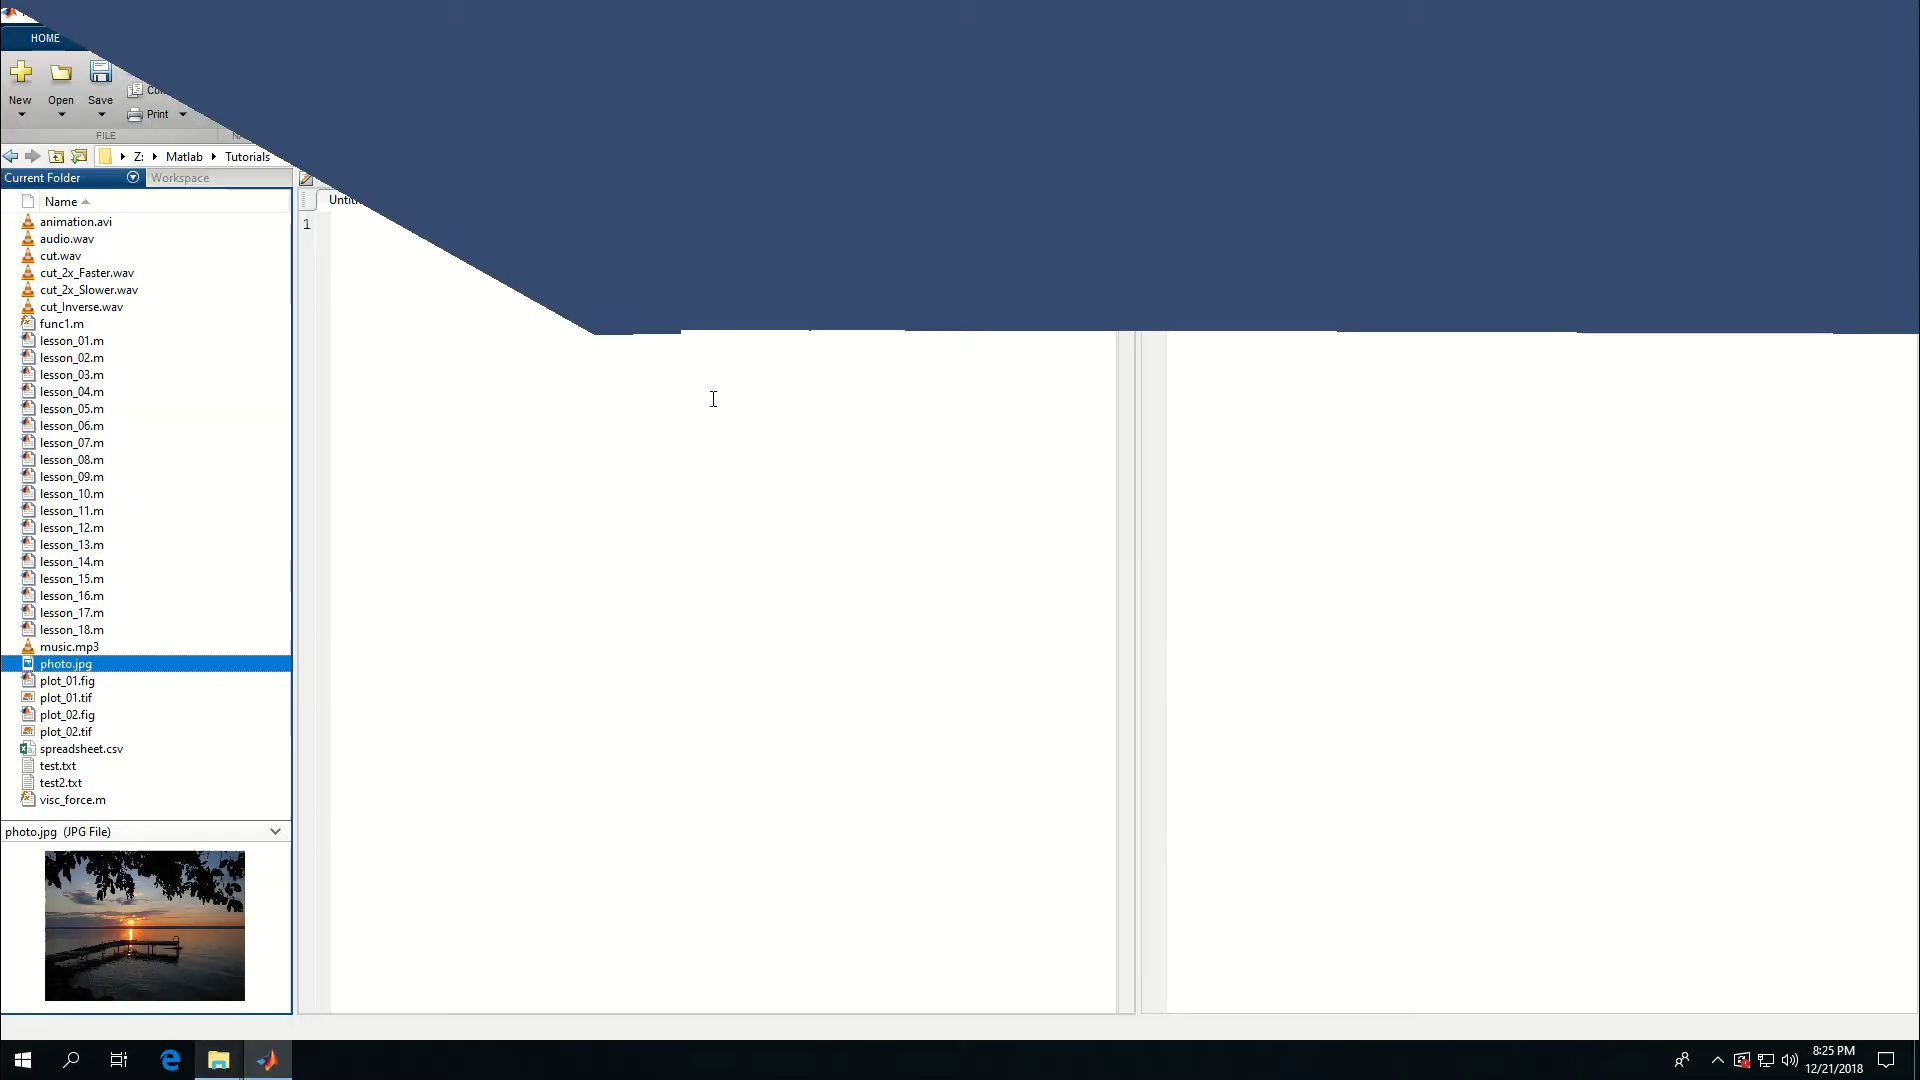 HOME
New
Open
Save
Print
FILE
Z:
Matlab
Tutorials
Current Folder
Workspace
Name
1
animation.avi
audio.wav
cut.wav
cut_2x_Faster.wav
cut_2x_Slower.wav
cut_Inverse.wav
func1.m
lesson_01.m
lesson_02.m
lesson_03.m
lesson_04.m
lesson_05.m
lesson_06.m
lesson_07.m
lesson_08.m
lesson_09.m
lesson_10.m
lesson_11.m
lesson_12.m
lesson_13.m
lesson_14.m
lesson_15.m
lesson_16.m
lesson_17.m
lesson_18.m
music.mp3
photo.jpg
plot_01.fig
plot_01.tif
plot_02.fig
plot_02.tif
spreadsheet.csv
test.txt
test2.txt
visc_force.m
photo.jpg (JPG File)
8:25 PM
12/21/2018